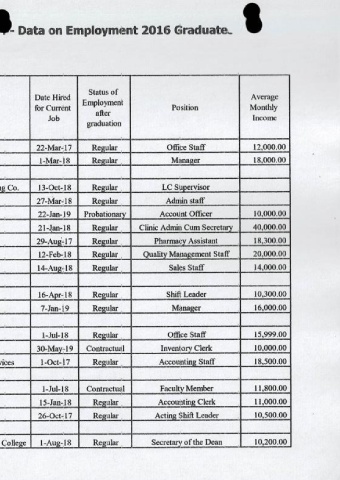 - Data on Employment 2016 Graduate
Date Hired for Current Job | Status of Employment after graduation | Position | Average Monthly Income
22-Mar-17 Regular Office Staff 12,000.00
1-Mar-18 Regular Manager 18,000.00
ng Co. 13-Oct-18 Regular LC Supervisor
27-Mar-18 Regular Admin staff
22-Jan-19 Probationary Account Officer 10,000.00
21-Jan-18 Regular Clinic Admin Cum Secretary 40,000.00
29-Aug-17 Regular Pharmacy Assistant 18,300.00
12-Feb-18 Regular Quality Management Staff 20,000.00
14-Aug-18 Regular Sales Staff 14,000.00
16-Apr-18 Regular Shift Leader 10,300.00
7-Jan-19 Regular Manager 16,000.00
1-Jul-18 Regular Office Staff 15,999.00
30-May-19 Contractual Inventory Clerk 10,000.00
vices 1-Oct-17 Regular Accounting Staff 18,500.00
1-Jul-18 Contractual Faculty Member 11,800.00
15-Jan-18 Regular Accounting Clerk 11,000.00
26-Oct-17 Regular Acting Shift Leader 10,500.00
College 1-Aug-18 Regular Secretary of the Dean 10,200.00